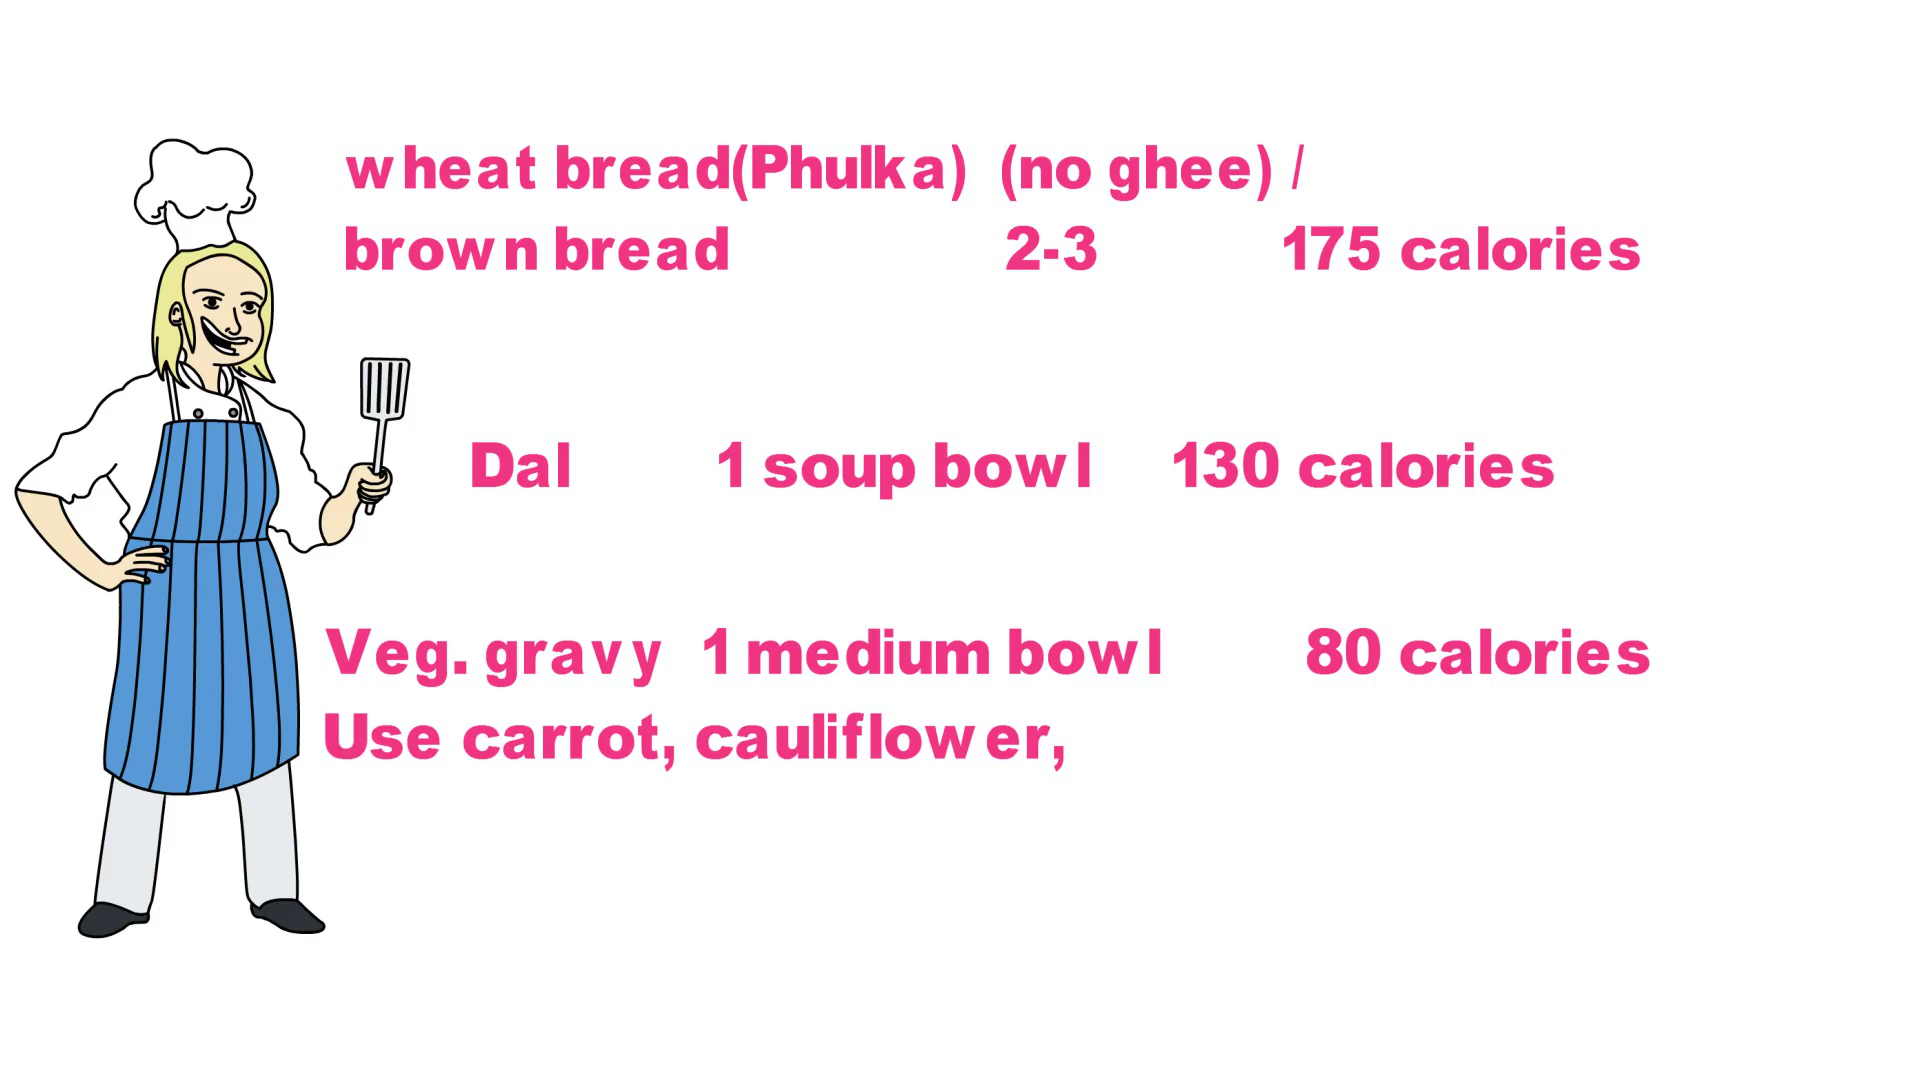 wheat bread(Phulka) (no ghee) /
brown bread 2-3 175 calories
Dal 1 soup bowl 130 calories
Veg. gravy 1 medium bowl 80 calories
Use carrot, cauliflower,